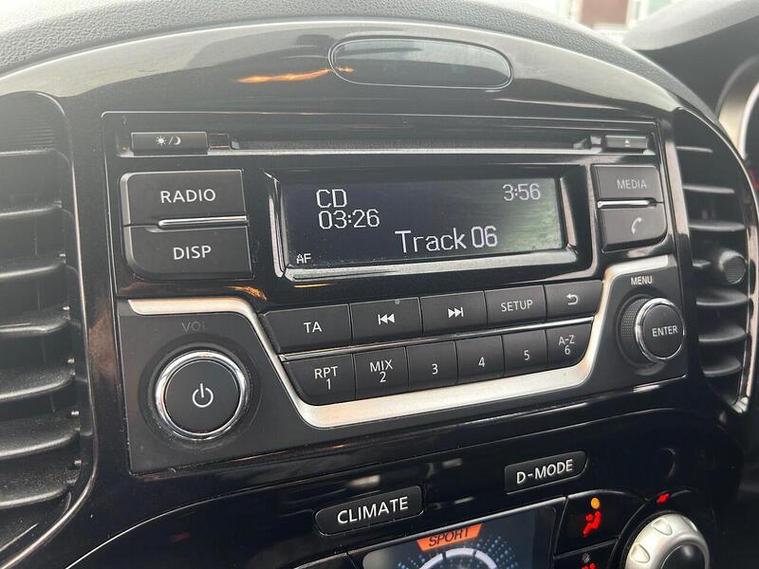 RADIO
DISP
CD
03:26
3:56
Track 06
AF
MEDIA
MENU
ENTER
VOL
TA
SETUP
RPT
1
MIX
2
3
4
5
A-Z
6
CLIMATE
D-MODE
SPORT